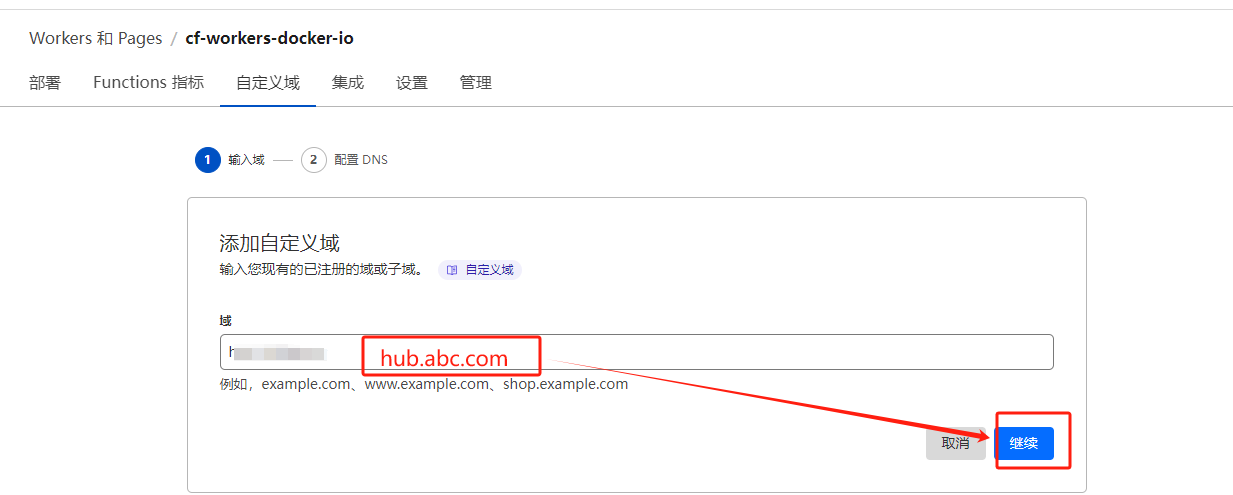 Workers 和 Pages / cf-workers-docker-io
部署 Functions 指标 自定义域 集成 设置 管理
1 输入域 2 配置 DNS
添加自定义域
输入您现有的已注册的域或子域。 自定义域
域
h hub.abc.com
例如，example.com、www.example.com、shop.example.com
取消 继续